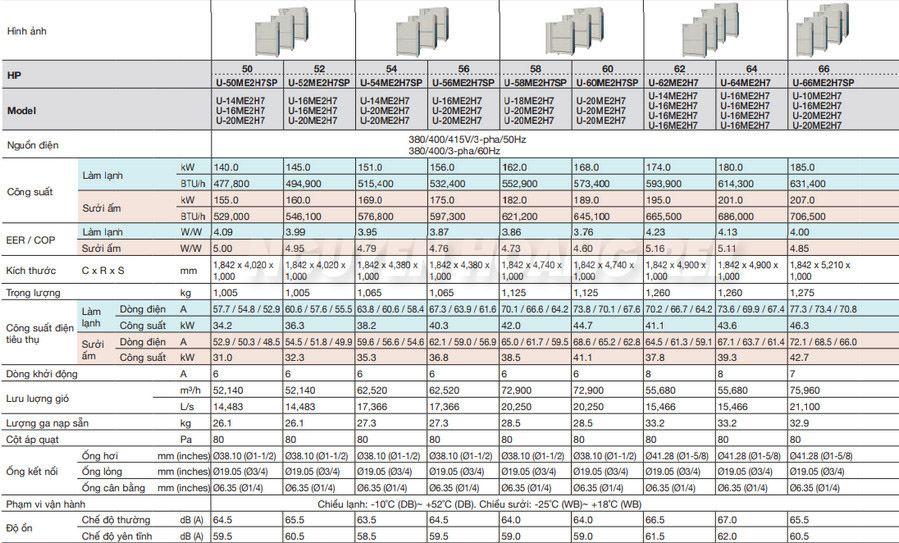 Hình ảnh
HP 50 52 54 56 58 60 62 64 66
U-50ME2H7SP U-52ME2H7SP U-54ME2H7SP U-56ME2H7SP U-58ME2H7SP U-60ME2H7SP U-62ME2H7 U-64ME2H7 U-66ME2H7SP
Model U-14ME2H7 U-16ME2H7 U-14ME2H7 U-16ME2H7 U-18ME2H7 U-20ME2H7 U-14ME2H7 U-16ME2H7 U-10ME2H7
U-16ME2H7 U-16ME2H7 U-20ME2H7 U-20ME2H7 U-20ME2H7 U-20ME2H7 U-16ME2H7 U-16ME2H7 U-16ME2H7
U-20ME2H7 U-20ME2H7 U-20ME2H7 U-20ME2H7 U-20ME2H7 U-20ME2H7 U-16ME2H7 U-16ME2H7 U-20ME2H7
U-16ME2H7 U-16ME2H7 U-20ME2H7
Nguồn điện 380/400/415V/3-pha/50Hz
380/400/3-pha/60Hz
Công suất Làm lạnh kW 140.0 145.0 151.0 156.0 162.0 168.0 174.0 180.0 185.0
BTU/h 477,800 494,900 515,400 532,400 552,900 573,400 593,900 614,300 631,400
Sưởi ấm kW 155.0 160.0 169.0 175.0 182.0 189.0 195.0 201.0 207.0
BTU/h 529,000 546,100 576,800 597,300 621,200 645,100 665,500 686,000 706,500
EER / COP Làm lạnh W/W 4.09 3.99 3.95 3.87 3.86 3.76 4.23 4.13 4.00
Sưởi ấm W/W 5.00 4.95 4.79 4.76 4.73 4.60 5.16 5.11 4.85
Kích thước C x R x S mm 1,842 x 4,020 x 1,842 x 4,020 x 1,842 x 4,380 x 1,842 x 4,380 x 1,842 x 4,740 x 1,842 x 4,740 x 1,842 x 4,900 x 1,842 x 4,900 x 1,842 x 5,210 x
1,000 1,000 1,000 1,000 1,000 1,000 1,000 1,000 1,000
Trọng lượng kg 1,005 1,005 1,065 1,065 1,125 1,125 1,260 1,260 1,275
Công suất điện tiêu thụ Làm lạnh Dòng điện A 57.7 / 54.8 / 52.9 60.6 / 57.6 / 55.5 63.8 / 60.6 / 58.4 67.3 / 63.9 / 61.6 70.1 / 66.6 / 64.2 73.8 / 70.1 / 67.6 70.2 / 66.7 / 64.2 73.6 / 69.9 / 67.4 77.3 / 73.4 / 70.8
Công suất kW 34.2 36.3 38.2 40.3 42.0 44.7 41.1 43.6 46.3
Sưởi ấm Dòng điện A 52.9 / 50.3 / 48.5 54.5 / 51.8 / 49.9 59.6 / 56.6 / 54.6 62.1 / 59.0 / 56.9 65.0 / 61.7 / 59.5 68.6 / 65.2 / 62.8 64.5 / 61.3 / 59.1 67.1 / 63.7 / 61.4 72.1 / 68.5 / 66.0
Công suất kW 31.0 32.3 35.3 36.8 38.5 41.1 37.8 39.3 42.7
Dòng khởi động A 6 6 6 6 6 6 8 8 7
Lưu luợng gió m³/h 52,140 52,140 62,520 62,520 72,900 72,900 55,680 55,680 75,960
L/s 14,483 14,483 17,366 17,366 20,250 20,250 15,466 15,466 21,100
Lượng ga nạp sẵn kg 26.1 26.1 27.3 27.3 28.5 28.5 33.2 33.2 32.9
Cột áp quạt Pa 80 80 80 80 80 80 80 80 80
Ống kết nối Ống hơi mm (inches) Ø38.10 (Ø1-1/2) Ø38.10 (Ø1-1/2) Ø38.10 (Ø1-1/2) Ø38.10 (Ø1-1/2) Ø38.10 (Ø1-1/2) Ø38.10 (Ø1-1/2) Ø41.28 (Ø1-5/8) Ø41.28 (Ø1-5/8) Ø41.28 (Ø1-5/8)
Ống lỏng mm (inches) Ø19.05 (Ø3/4) Ø19.05 (Ø3/4) Ø19.05 (Ø3/4) Ø19.05 (Ø3/4) Ø19.05 (Ø3/4) Ø19.05 (Ø3/4) Ø19.05 (Ø3/4) Ø19.05 (Ø3/4) Ø19.05 (Ø3/4)
Ống cân bằng mm (inches) Ø6.35 (Ø1/4) Ø6.35 (Ø1/4) Ø6.35 (Ø1/4) Ø6.35 (Ø1/4) Ø6.35 (Ø1/4) Ø6.35 (Ø1/4) Ø6.35 (Ø1/4) Ø6.35 (Ø1/4) Ø6.35 (Ø1/4)
Phạm vi vận hành Chiều lạnh: -10°C (DB)~ +52°C (DB). Chiều sưởi: -25°C (WB)~ +18°C (WB)
Độ ồn Chế độ thường dB (A) 64.5 65.5 63.5 64.5 64.0 64.0 66.5 67.0 65.5
Chế độ yên tĩnh dB (A) 59.5 60.5 58.5 59.5 59.0 59.0 61.5 62.0 60.5